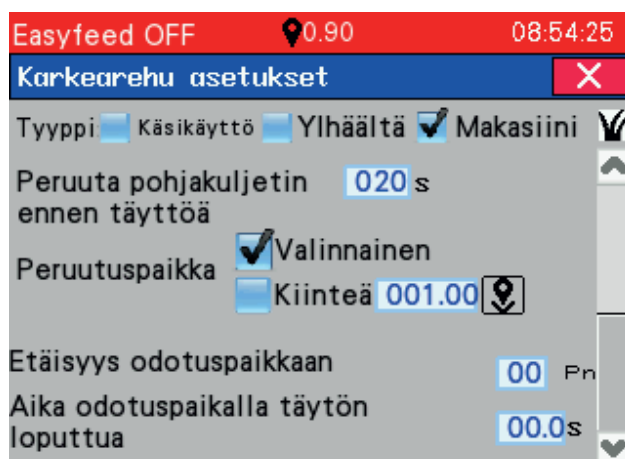 Easyfeed OFF 0.90 08:54:25
Karkearehu asetukset
Tyyppi: Käsikäyttö Ylhäältä Makasiini
Peruuta pohjakuljetin 020 s
ennen täyttöä
Valinnainen
Peruutuspaikka
Kiinteä 001.00
Etäisyys odotuspaikkaan 00 Pn
Aika odotuspaikalla täytön
loputtua 00.0s